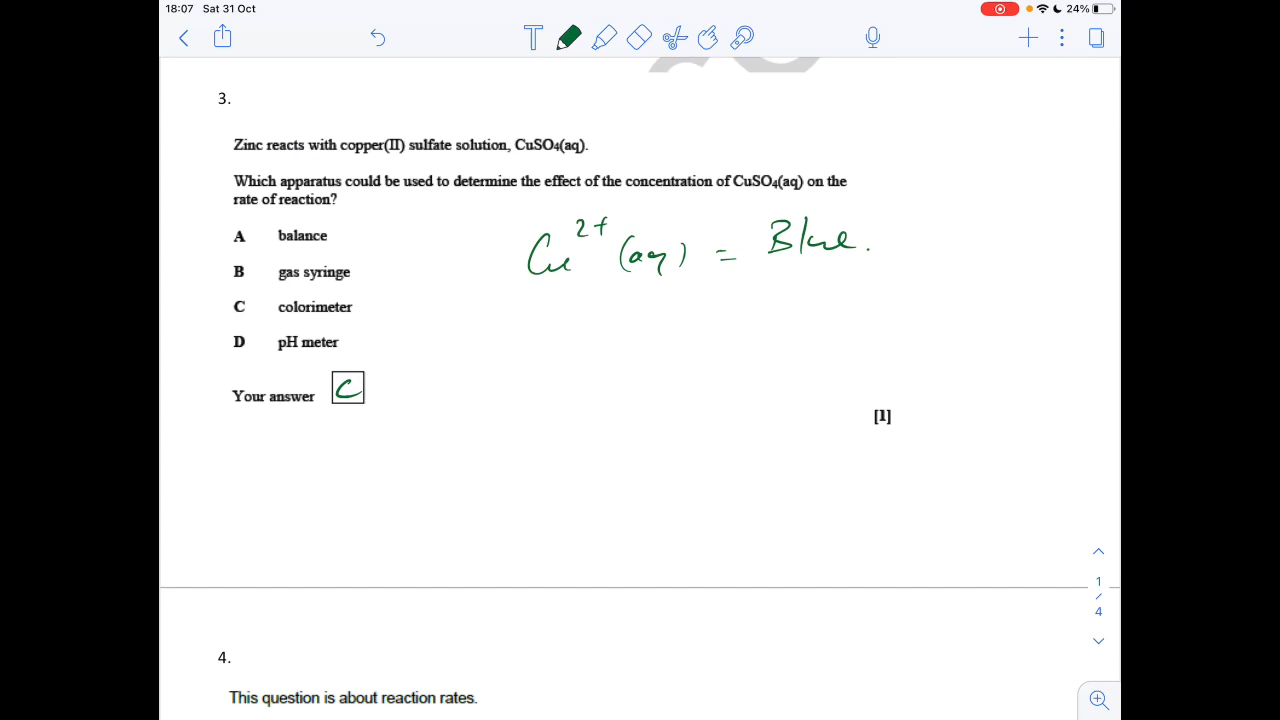 18:07 Sat 31 Oct
24%
T
3.
Zinc reacts with copper(II) sulfate solution, CuSO₄(aq).
Which apparatus could be used to determine the effect of the concentration of CuSO₄(aq) on the
rate of reaction?
A balance
B gas syringe
C colorimeter
D pH meter
Cu²⁺(aq) = Blue.
Your answer C
[1]
1
/
4
4.
This question is about reaction rates.